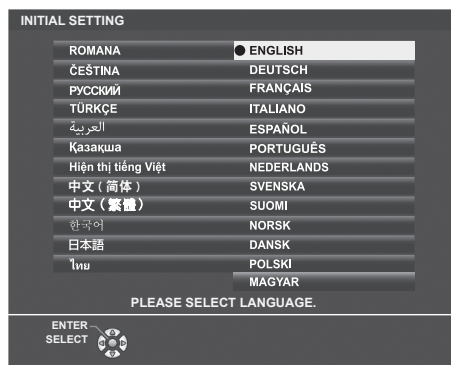 INITIAL SETTING
ROMANA
ČEŠTINA
РУССКИЙ
TÜRKÇE
العربية
Қазақша
Hiện thị tiếng Việt
中文 ( 简体 )
中文 ( 繁體 )
한국어
日本語
ไทย
ENGLISH
DEUTSCH
FRANÇAIS
ITALIANO
ESPAÑOL
PORTUGUÊS
NEDERLANDS
SVENSKA
SUOMI
NORSK
DANSK
POLSKI
MAGYAR
PLEASE SELECT LANGUAGE.
ENTER
SELECT